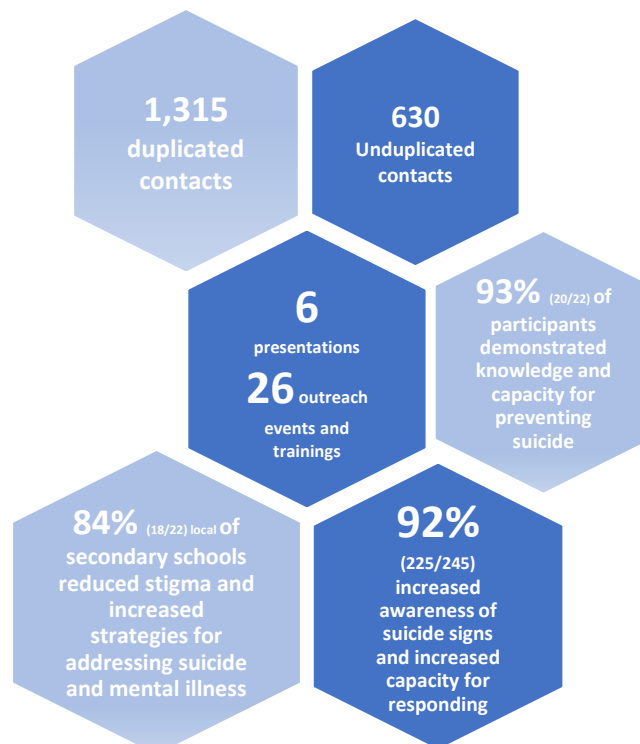 1,315
duplicated
contacts
630
Unduplicated
contacts
6
presentations
26 outreach
events and
trainings
93% (20/22) of
participants
demonstrated
knowledge and
capacity for
preventing
suicide
84% (18/22) local of
secondary schools
reduced stigma and
increased
strategies for
addressing suicide
and mental illness
92%
(225/245)
increased
awareness of
suicide signs
and increased
capacity for
responding